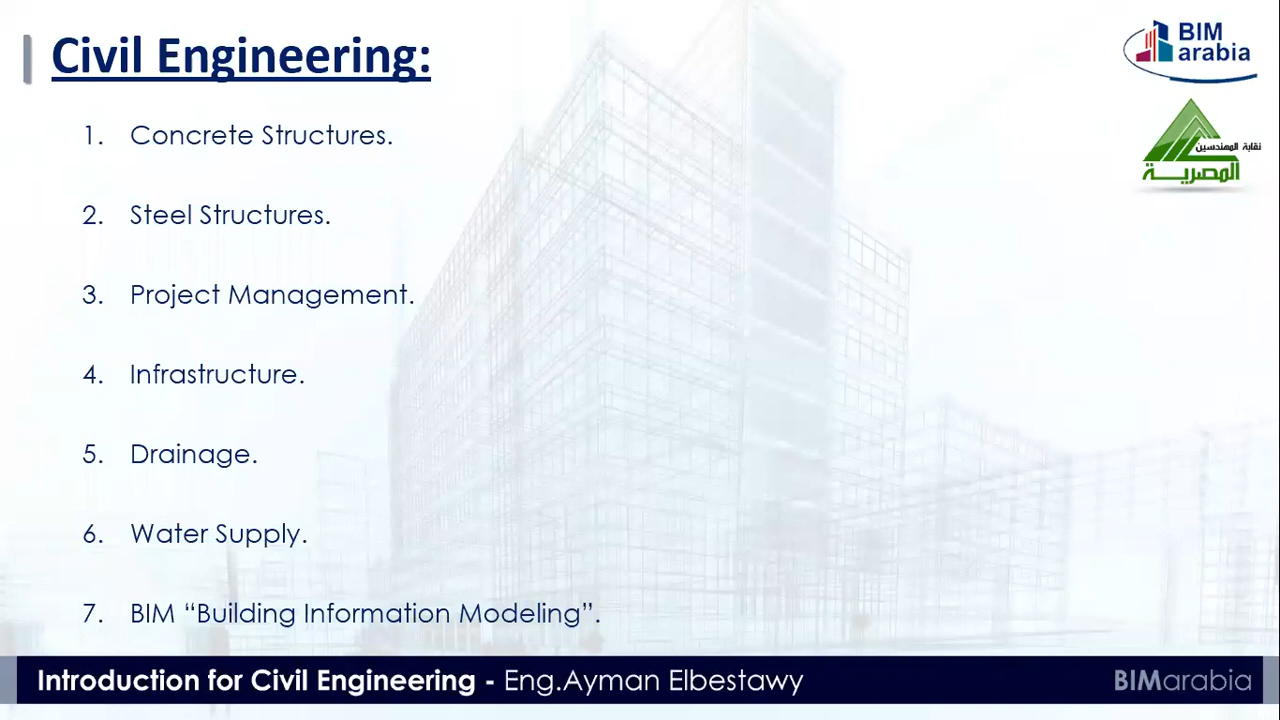 Civil Engineering:
BIM
arabia
1. Concrete Structures.
نقابة المهندسين
المصرية
2. Steel Structures.
3. Project Management.
4. Infrastructure.
5. Drainage.
6. Water Supply.
7. BIM “Building Information Modeling”.
Introduction for Civil Engineering - Eng.Ayman Elbestawy
BIMarabia